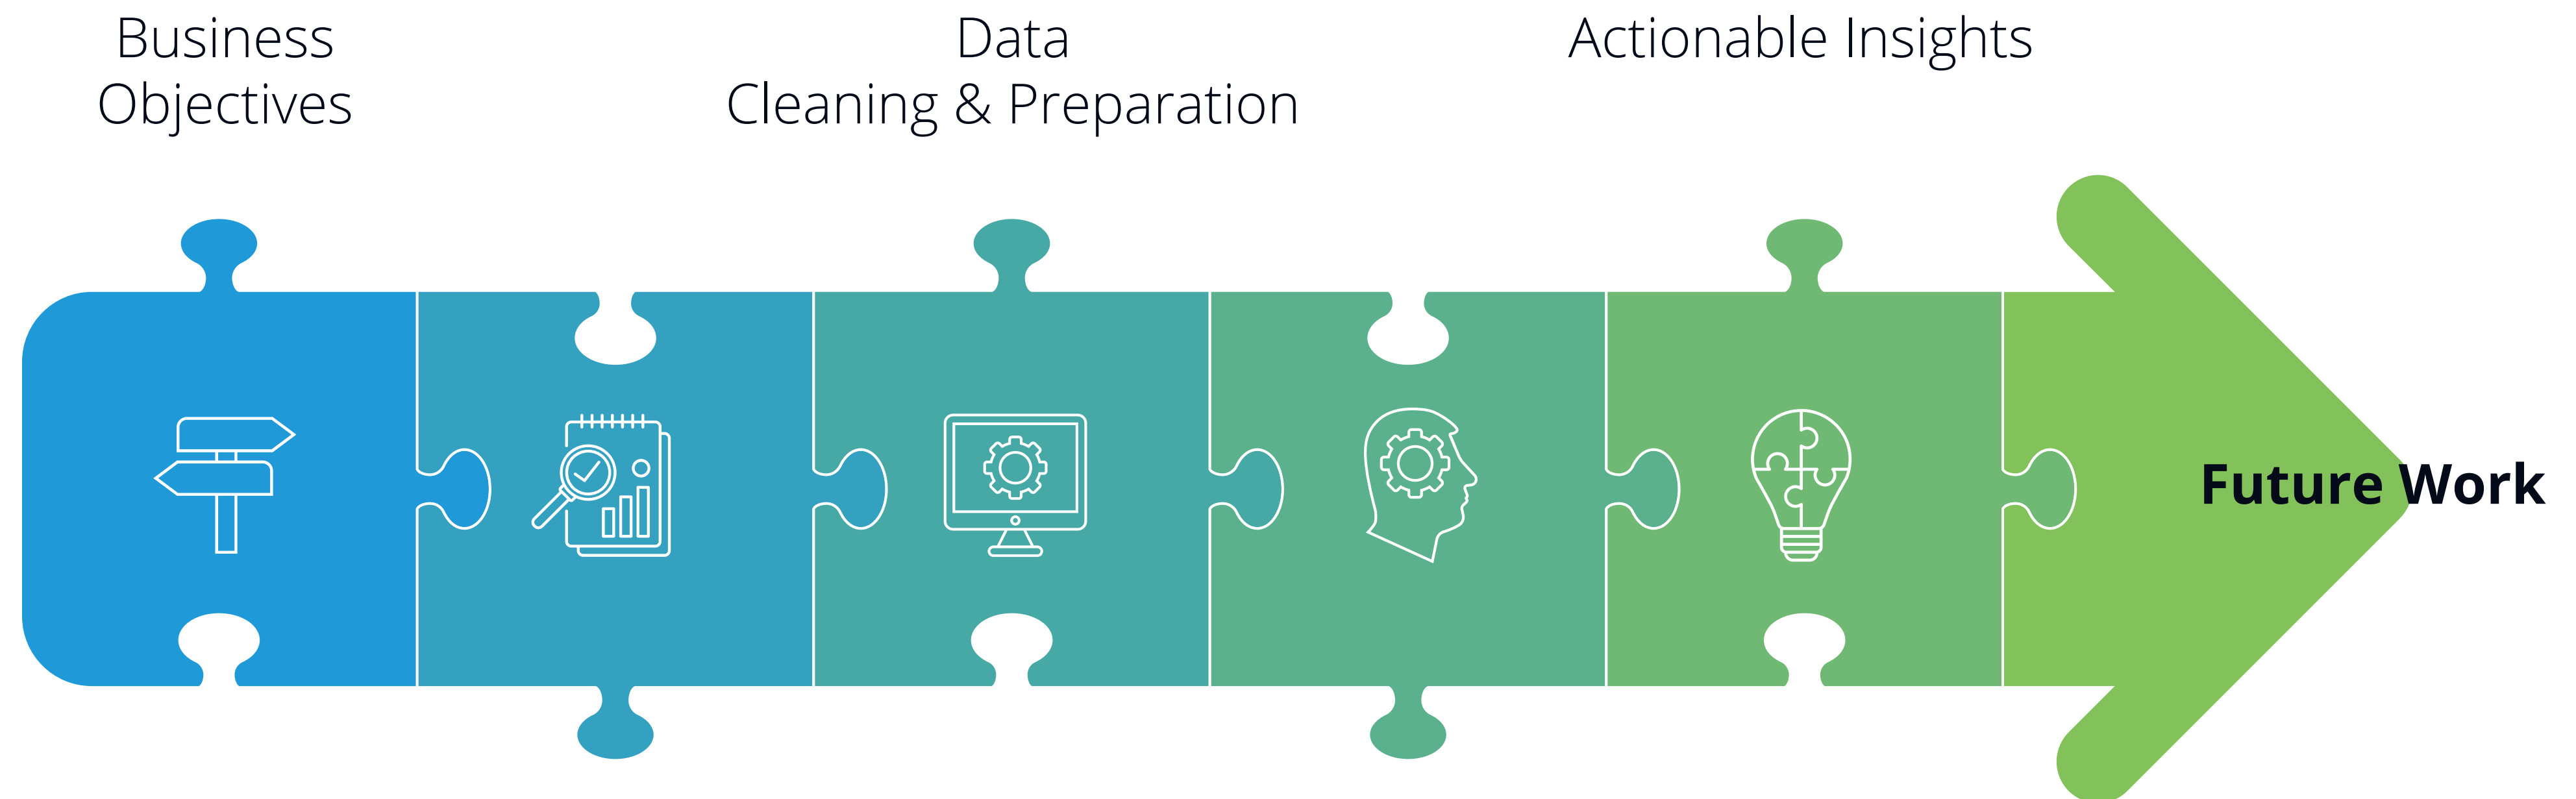 Business
Objectives
Data
Cleaning & Preparation
Actionable Insights
Future Work